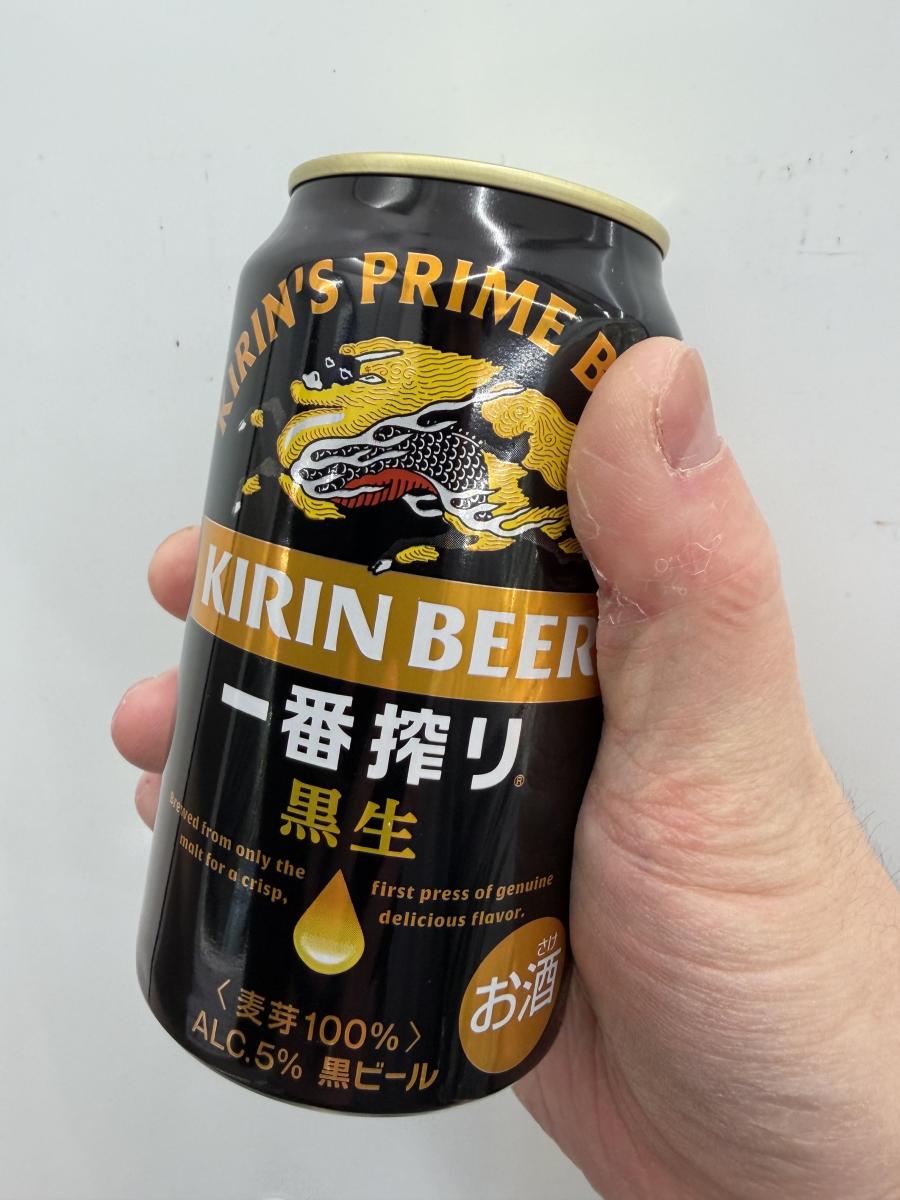 KIRIN'S PRIME B
KIRIN BEER
一番搾り®
黒生
Brewed from only the
malt for a crisp,
first press of genuine
delicious flavor.
さけ
お酒
〈麦芽100%〉
ALC.5% 黒ビール